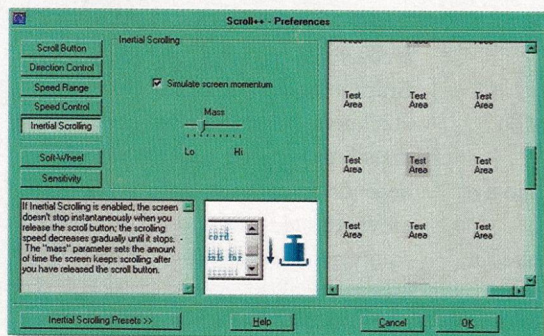 Scroll++ - Preferences
Scroll Button
Direction Control
Speed Range
Speed Control
Inertial Scrolling
Soft-Wheel
Sensitivity
Inertial Scrolling
Simulate screen momentum
Mass
Lo Hi
Test Area Test Area Test Area
Test Area Test Area Test Area
Test Area Test Area Test Area
If Inertial Scrolling is enabled, the screen
doesn't stop instantaneously when you
release the scroll button; the scrolling
speed decreases gradually until it stops.
The "mass" parameter sets the amount
of time the screen keeps scrolling after
you have released the scroll button.
cord.
Inertial Scrolling Presets >>
Help
Cancel
OK